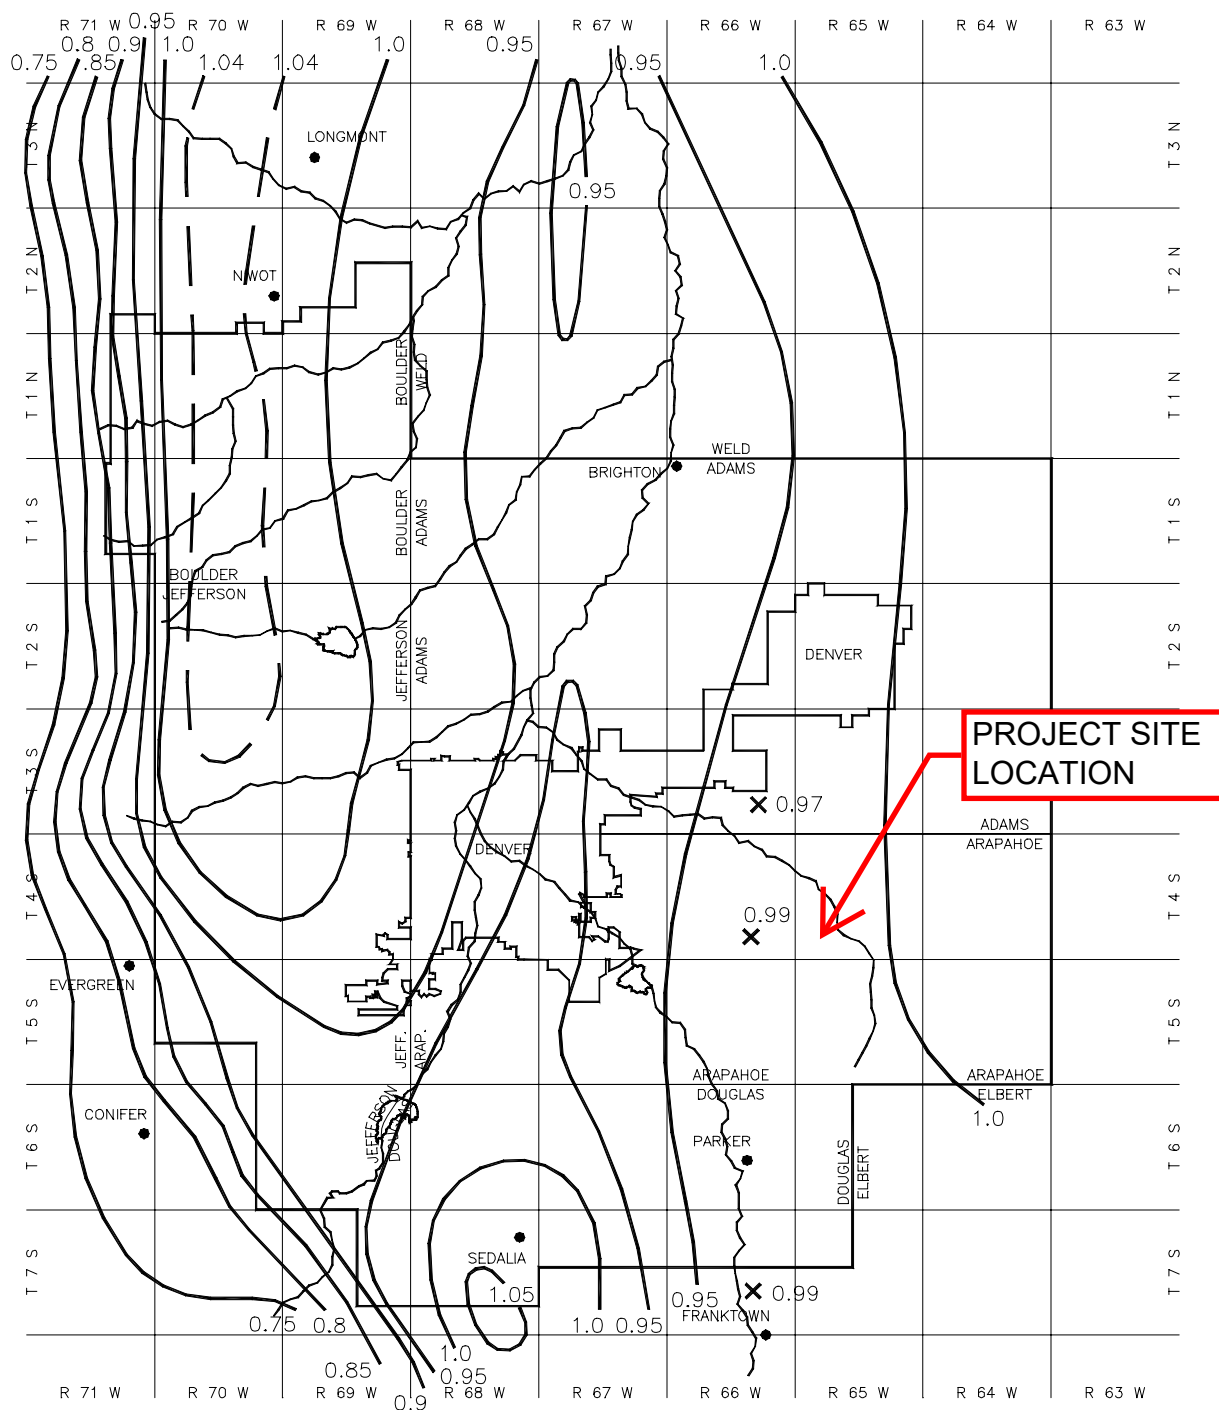 R 71 W
R 70 W
R 69 W
R 68 W
R 67 W
R 66 W
R 65 W
R 64 W
R 63 W
0.95
0.8
0.9
1.0
1.0
0.95
0.95
1.0
0.75
.85
1.04
1.04
T 3 N
LONGMONT
T 3 N
0.95
T 2 N
NIWOT
T 2 N
T 1 N
BOULDER
WELD
T 1 N
WELD
BRIGHTON
ADAMS
T 1 S
BOULDER
ADAMS
T 1 S
BOULDER
JEFFERSON
T 2 S
JEFFERSON
ADAMS
DENVER
T 2 S
PROJECT SITE
LOCATION
T 3 S
0.97
ADAMS
ARAPAHOE
DENVER
T 4 S
0.99
T 4 S
EVERGREEN
T 5 S
JEFF.
ARAP.
T 5 S
ARAPAHOE
DOUGLAS
ARAPAHOE
ELBERT
CONIFER
JEFFERSON
DOUGLAS
1.0
T 6 S
PARKER
DOUGLAS
ELBERT
T 6 S
SEDALIA
T 7 S
T 7 S
1.05
0.95
0.99
FRANKTOWN
0.75
0.8
1.0
0.95
1.0
0.85
0.95
0.9
R 71 W
R 70 W
R 69 W
R 68 W
R 67 W
R 66 W
R 65 W
R 64 W
R 63 W